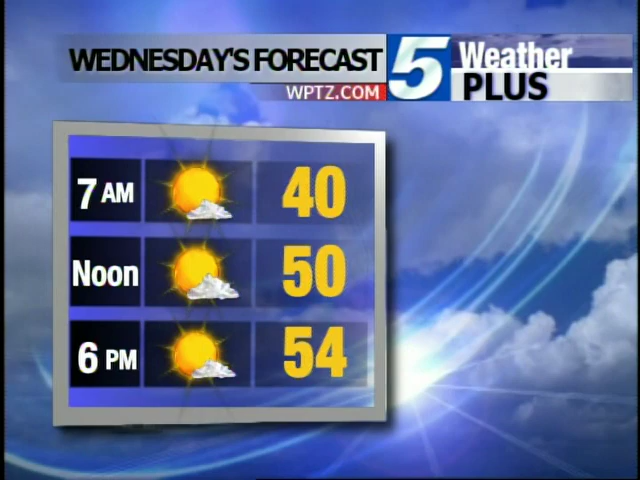 WEDNESDAY'S FORECAST
WPTZ.COM
5 Weather
PLUS
7 AM 40
Noon 50
6 PM 54